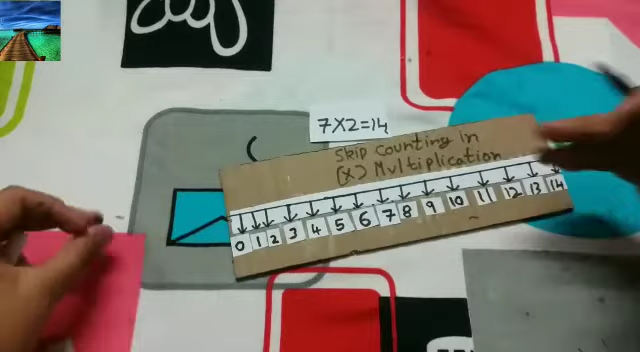 7X2=14
Skip Counting in
(x) Multiplication
0 1 2 3 4 5 6 7 8 9 10 11 12 13 14